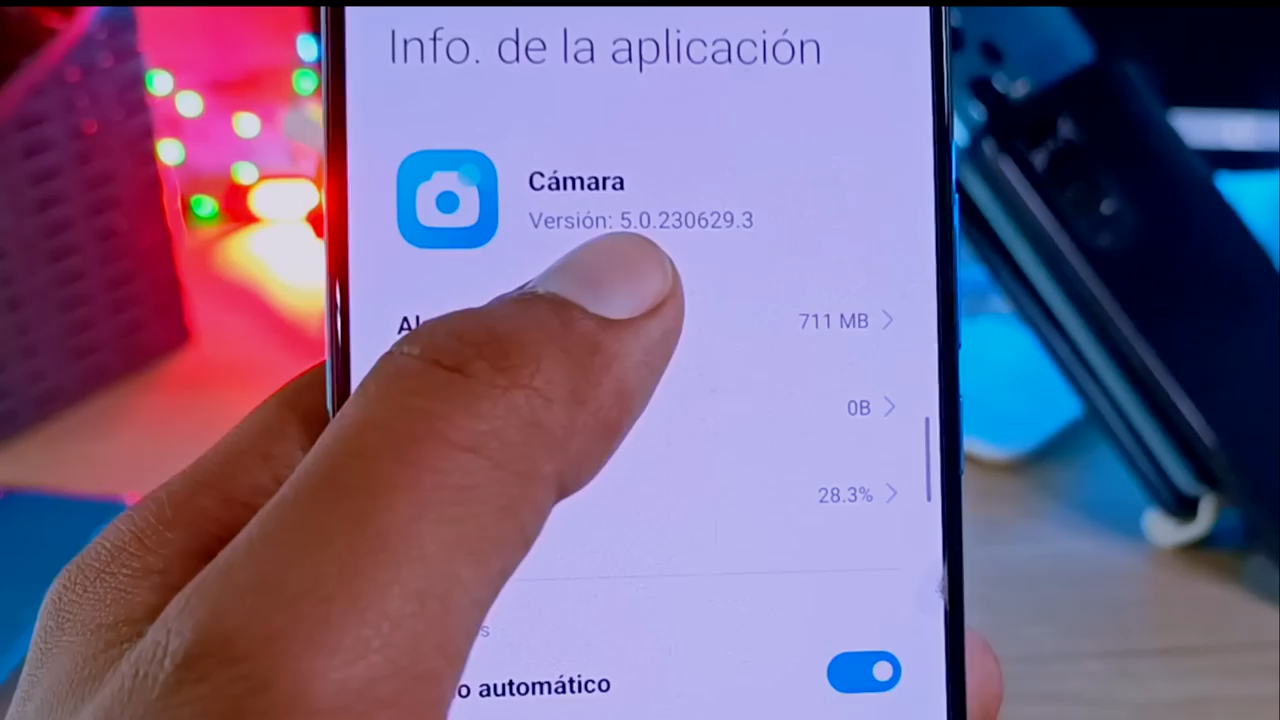 Info. de la aplicación
Cámara
Versión: 5.0.230629.3
711 MB
0B
28.3%
o automático